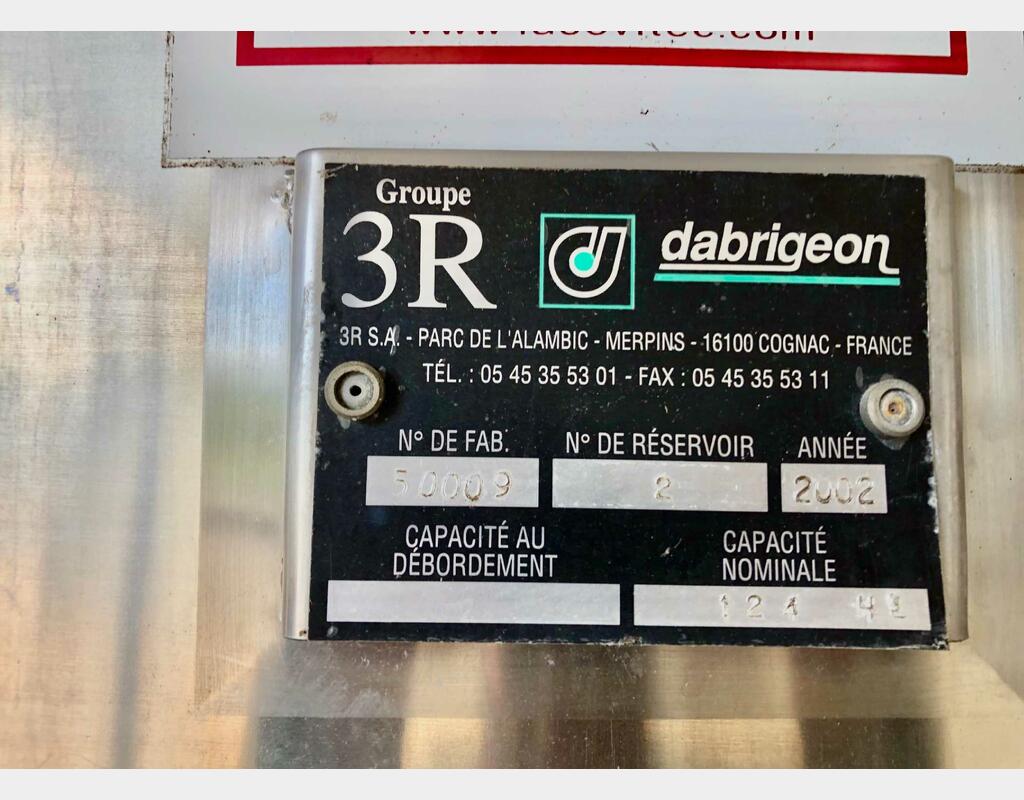 Groupe
3R
dabrigeon
3R S.A. - PARC DE L'ALAMBIC - MERPINS - 16100 COGNAC - FRANCE
TÉL. : 05 45 35 53 01 - FAX : 05 45 35 53 11
N° DE FAB. N° DE RÉSERVOIR ANNÉE
50009 2 2002
CAPACITÉ AU DÉBORDEMENT
CAPACITÉ NOMINALE